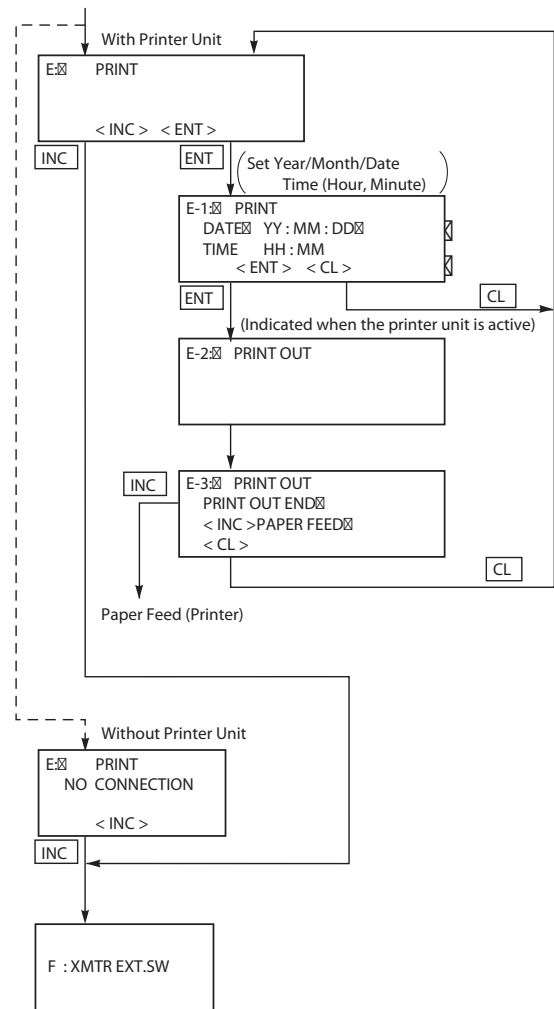 With Printer Unit
E: PRINT
< INC > < ENT >
INC
ENT
(Set Year/Month/Date
Time (Hour, Minute))
E-1: PRINT
DATE YY : MM : DD
TIME HH : MM
< ENT > < CL >
ENT
CL
(Indicated when the printer unit is active)
E-2: PRINT OUT
INC
E-3: PRINT OUT
PRINT OUT END
< INC >PAPER FEED
< CL >
CL
Paper Feed (Printer)
Without Printer Unit
E: PRINT
NO CONNECTION
< INC >
INC
F : XMTR EXT.SW